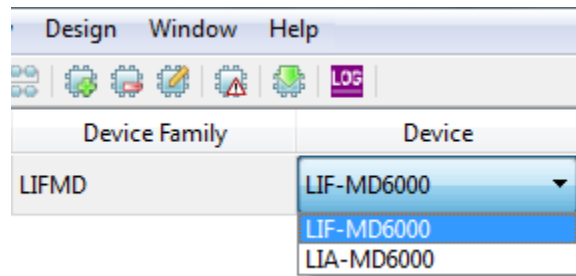 Design Window Help
LOG
Device Family Device
LIFMD LIF-MD6000
LIF-MD6000
LIA-MD6000